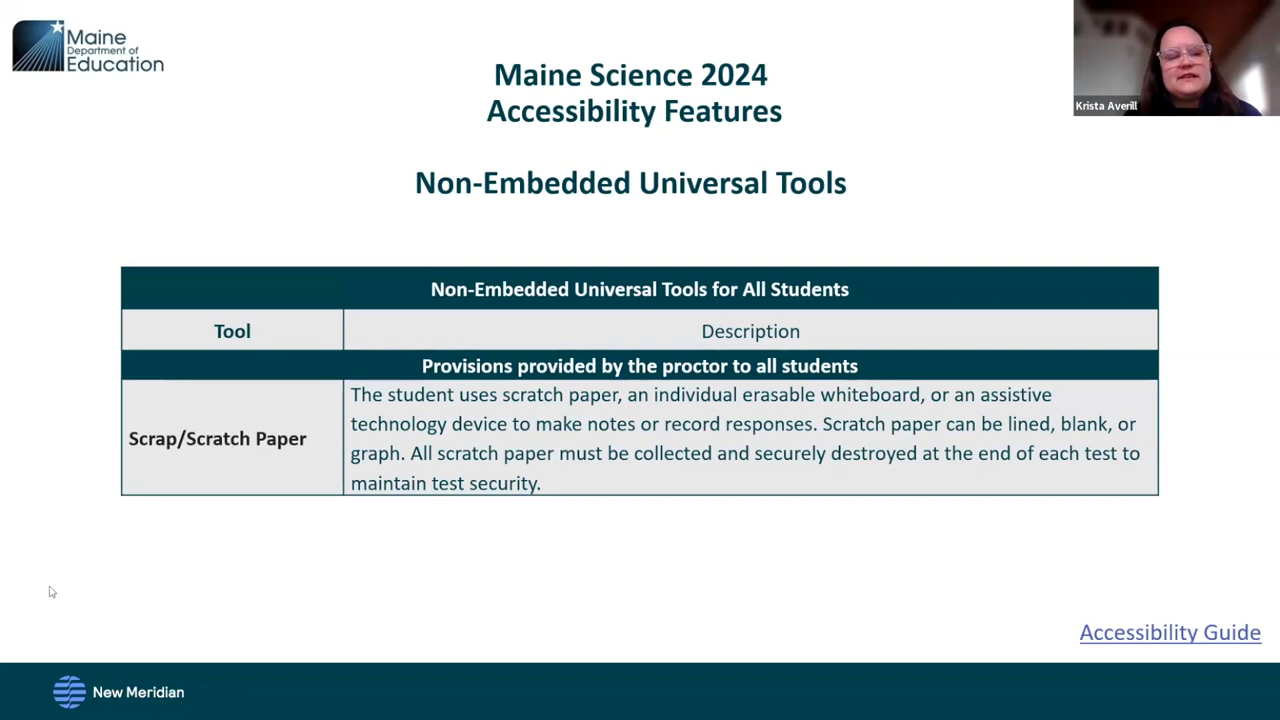 Maine
Department of
Education
Krista Averill
Maine Science 2024
Accessibility Features
Non-Embedded Universal Tools
Non-Embedded Universal Tools for All Students
Tool
Description
Provisions provided by the proctor to all students
Scrap/Scratch Paper
The student uses scratch paper, an individual erasable whiteboard, or an assistive
technology device to make notes or record responses. Scratch paper can be lined, blank, or
graph. All scratch paper must be collected and securely destroyed at the end of each test to
maintain test security.
Accessibility Guide
New Meridian